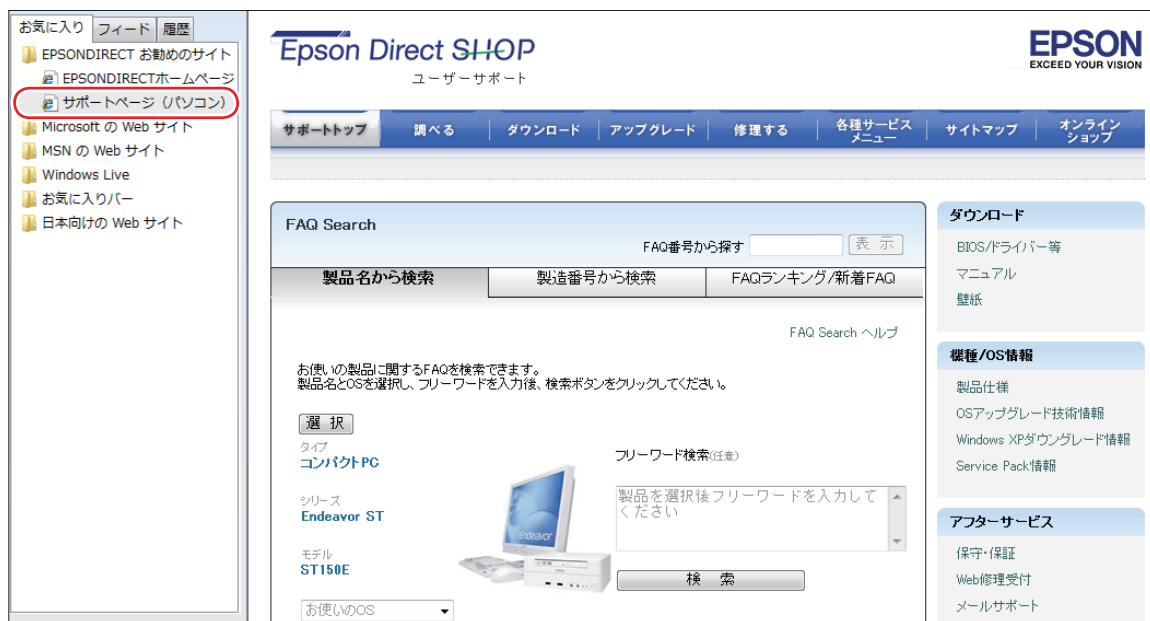 お気に入り フィード 履歴
EPSONDIRECT お勧めのサイト
EPSONDIRECTホームページ
サポートページ（パソコン）
Microsoft の Web サイト
MSN の Web サイト
Windows Live
お気に入りバー
日本向けの Web サイト
Epson Direct SHOP
ユーザーサポート
EPSON
EXCEED YOUR VISION
サポートトップ 調べる ダウンロード アップグレード 修理する 各種サービスメニュー サイトマップ オンラインショップ
FAQ Search
FAQ番号から探す 表 示
製品名から検索 製造番号から検索 FAQランキング/新着FAQ
FAQ Search ヘルプ
お使いの製品に関するFAQを検索できます。
製品名とOSを選択し、フリーワードを入力後、検索ボタンをクリックしてください。
選 択
タイプ
コンパクトPC
シリーズ
Endeavor ST
モデル
ST150E
お使いのOS
Endeavor
フリーワード検索(任意)
製品を選択後フリーワードを入力して
ください
検 索
ダウンロード
BIOS/ドライバー等
マニュアル
壁紙
機種/OS情報
製品仕様
OSアップグレード技術情報
Windows XPダウングレード情報
Service Pack情報
アフターサービス
保守・保証
Web修理受付
メールサポート